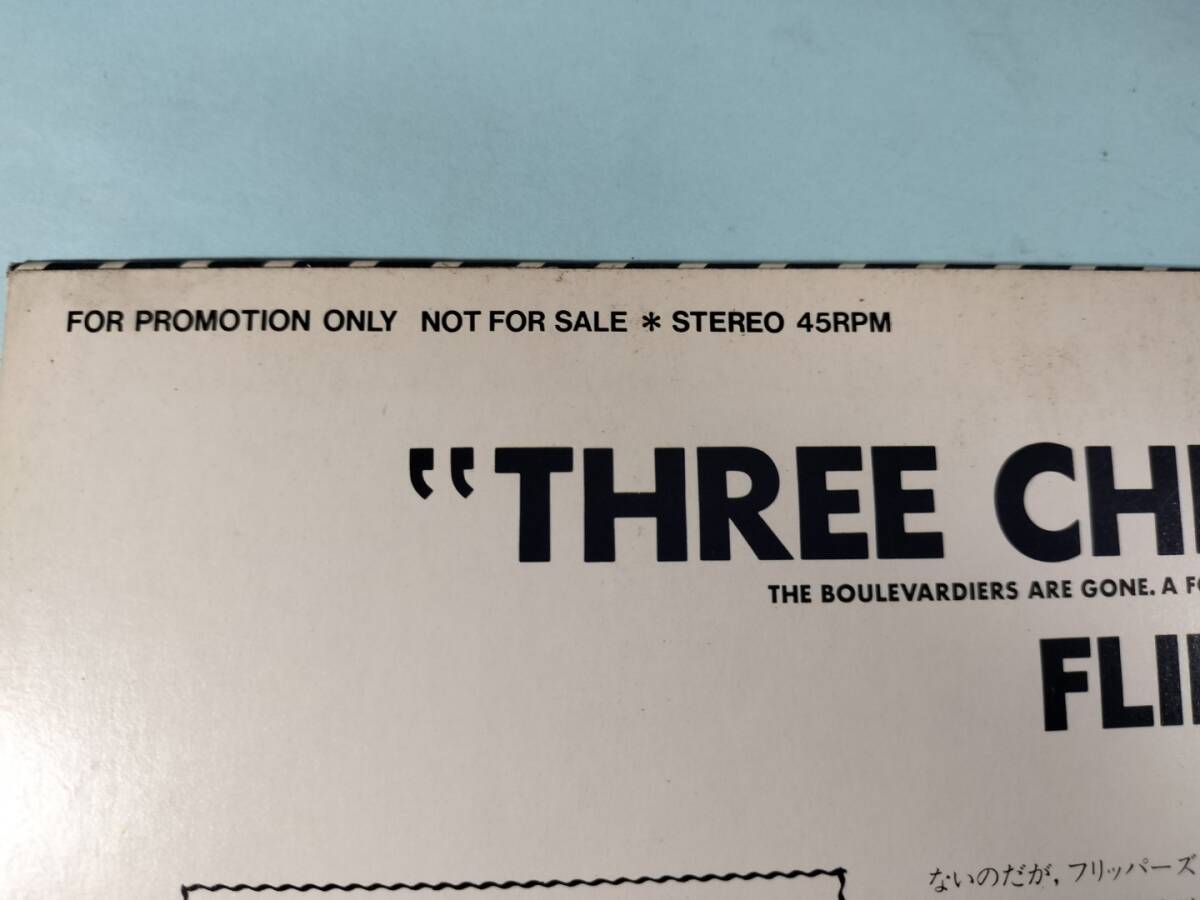 FOR PROMOTION ONLY NOT FOR SALE * STEREO 45RPM
"THREE CH
THE BOULEVARDIERS ARE GONE. A F
FLI
ないのだが, フリッパーズ